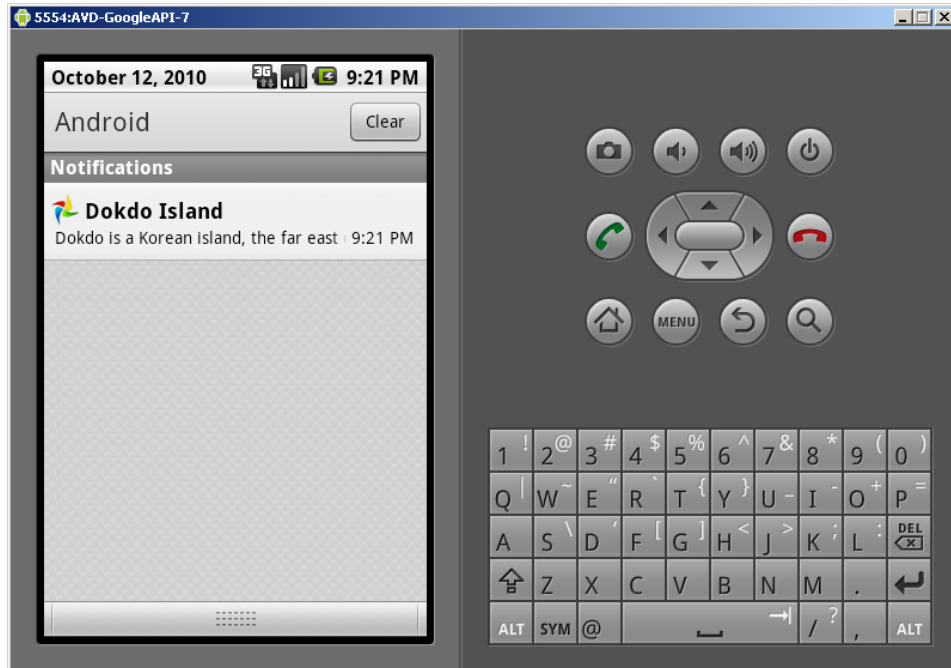 5554:AVD-GoogleAPI-7
October 12, 2010 3G 9:21 PM
Android Clear
Notifications
Dokdo Island
Dokdo is a Korean island, the far east 9:21 PM
MENU
1 ! 2 @ 3 # 4 $ 5 % 6 ^ 7 & 8 * 9 ( 0 )
Q | W ~ E " R ` T { Y } U _ I - O + P =
A S \ D ' F [ G ] H < J > K ; L : DEL
Z X C V B N M .
ALT SYM @ / ? , ALT